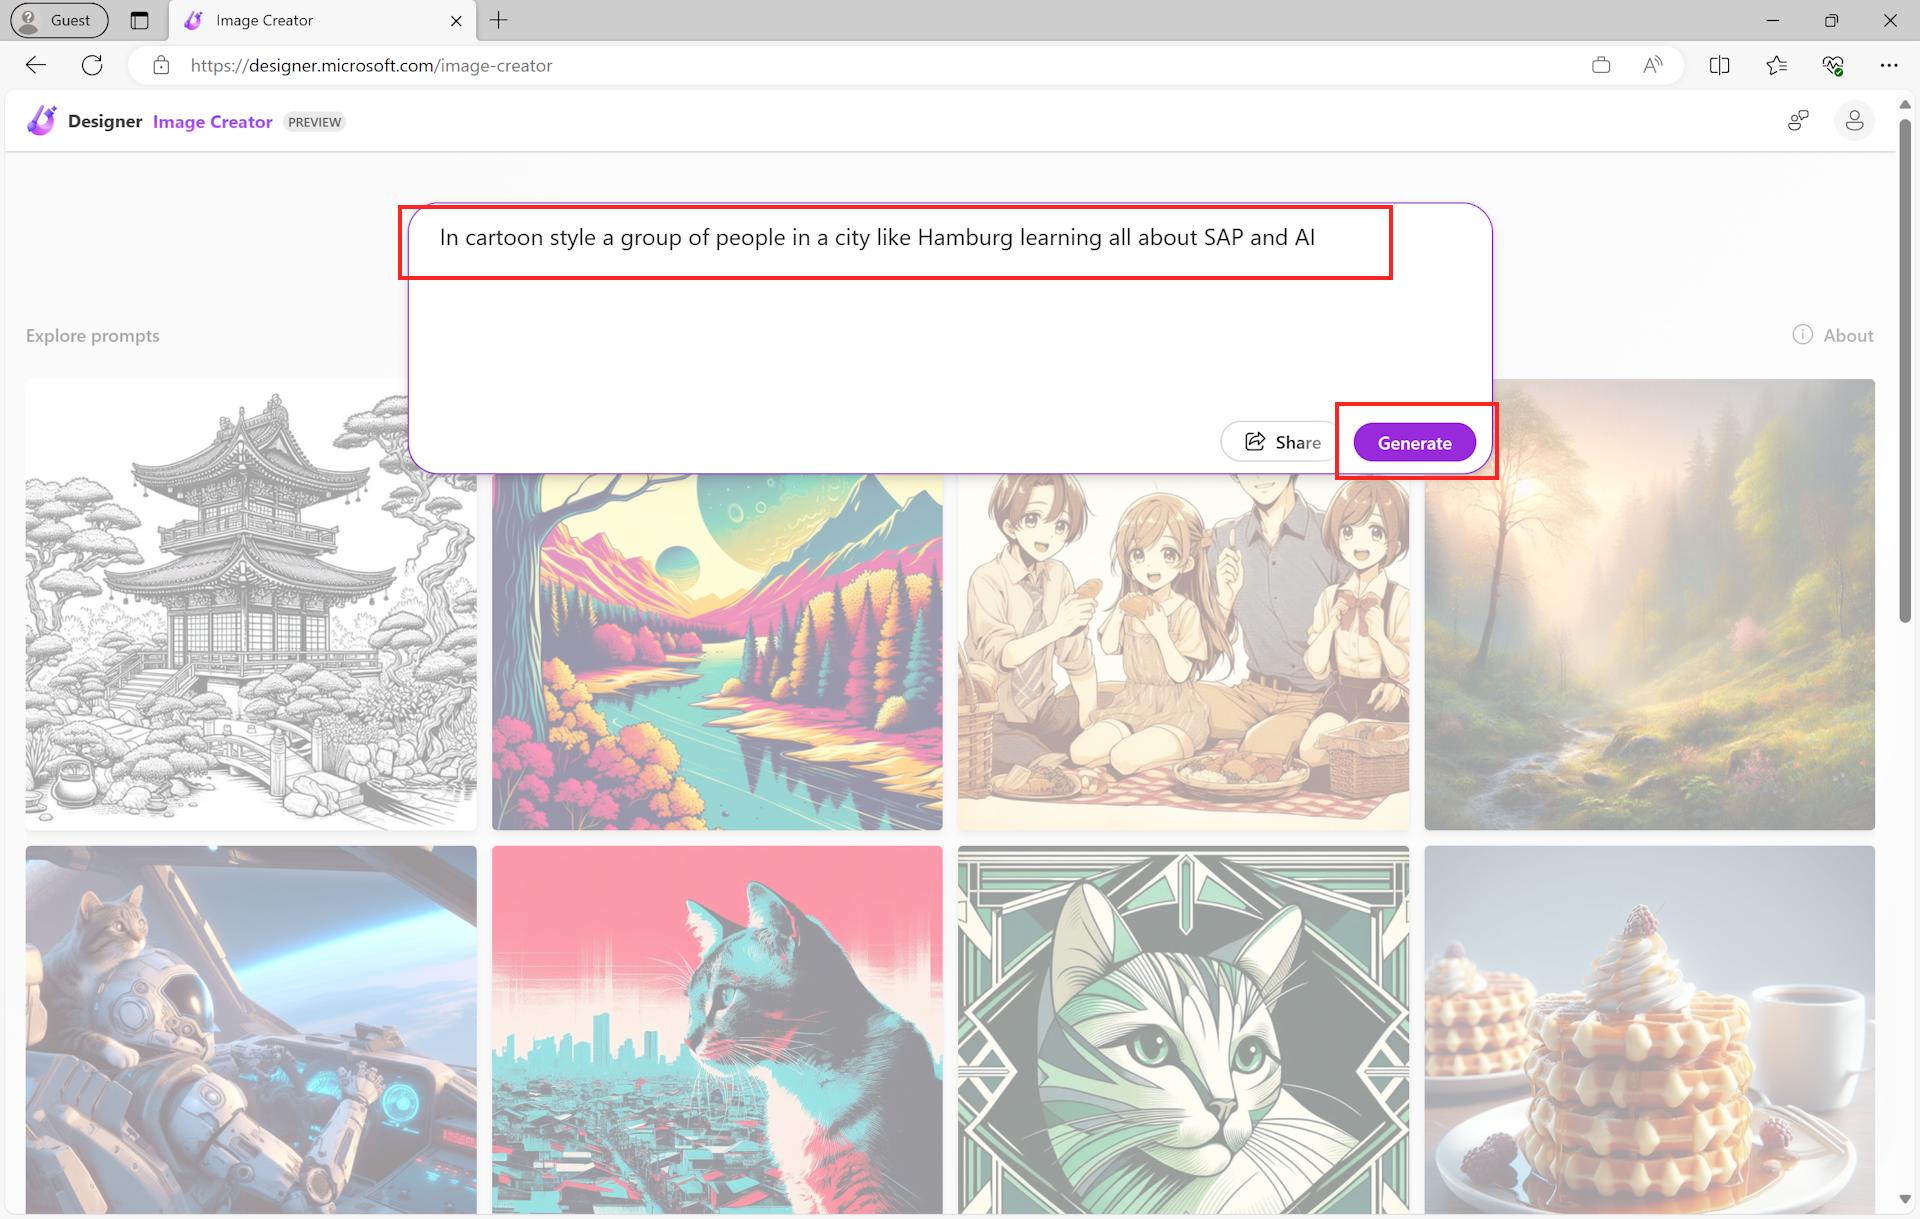 Guest
Image Creator
https://designer.microsoft.com/image-creator
Designer Image Creator PREVIEW
In cartoon style a group of people in a city like Hamburg learning all about SAP and AI
Explore prompts
About
Share
Generate